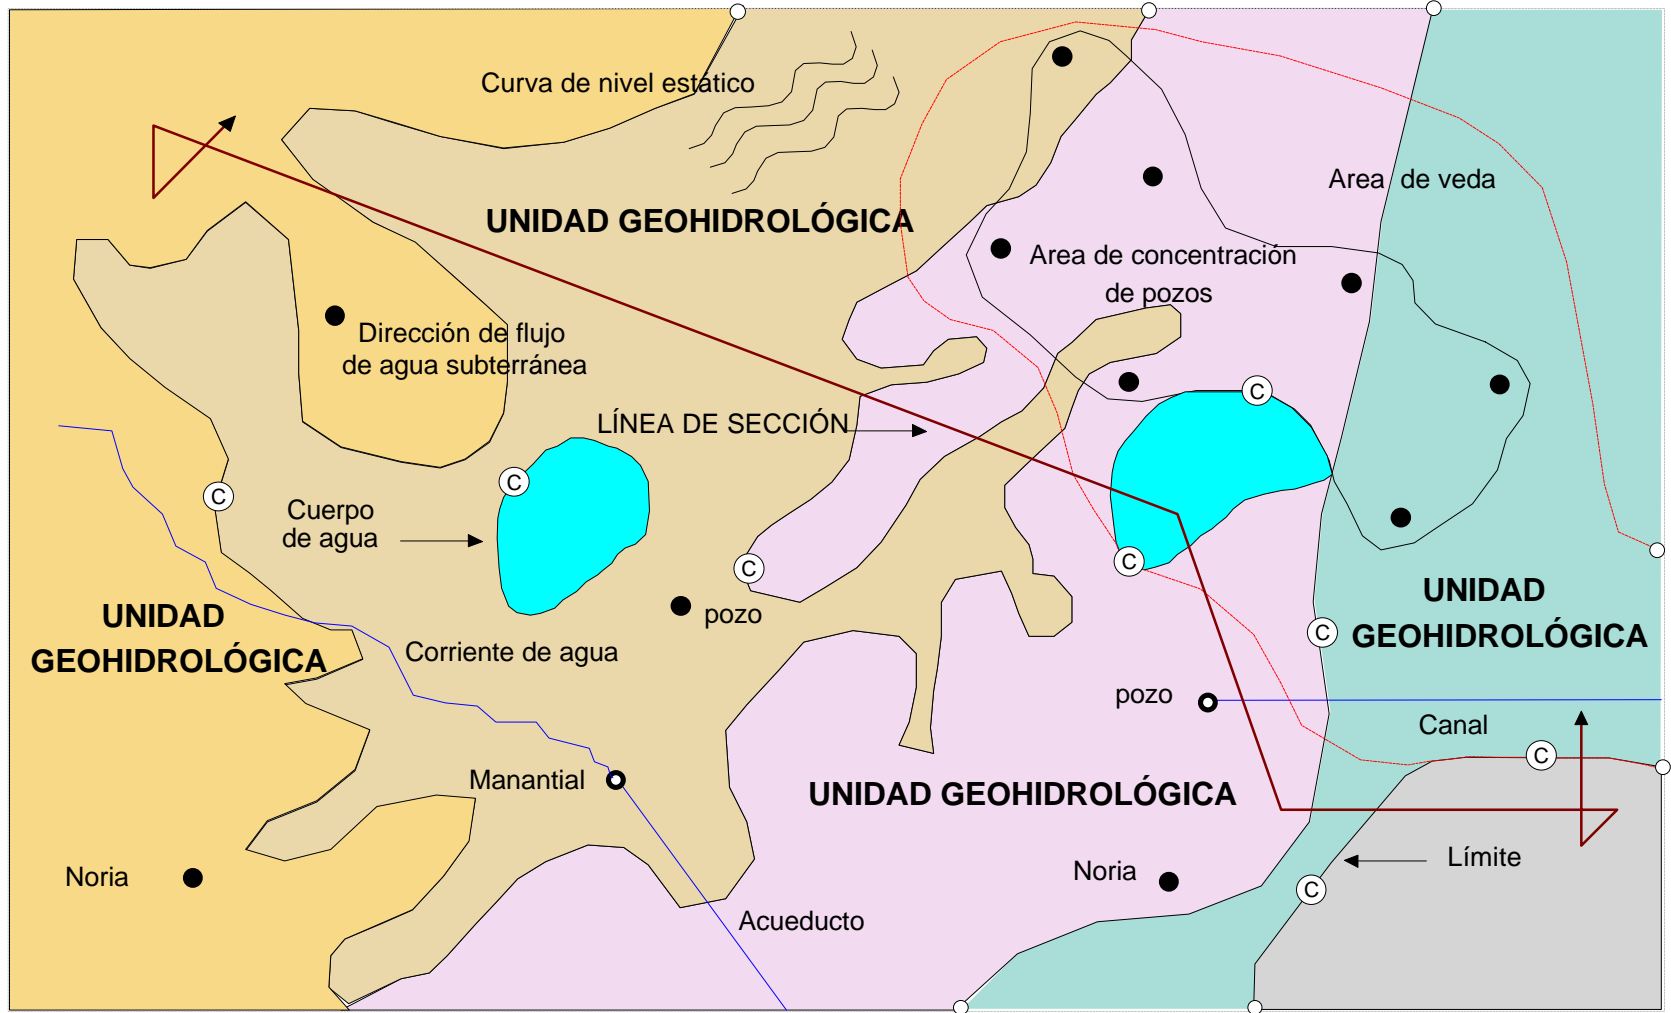 Curva de nivel estático
Area de veda
UNIDAD GEOHIDROLÓGICA
Area de concentración
de pozos
Dirección de flujo
de agua subterránea
C
LÍNEA DE SECCIÓN
C
C
Cuerpo
de agua
C
C
UNIDAD
GEOHIDROLÓGICA
UNIDAD
GEOHIDROLÓGICA
pozo
C
Corriente de agua
pozo
Canal
C
Manantial
UNIDAD GEOHIDROLÓGICA
Límite
Noria
Noria
C
Acueducto